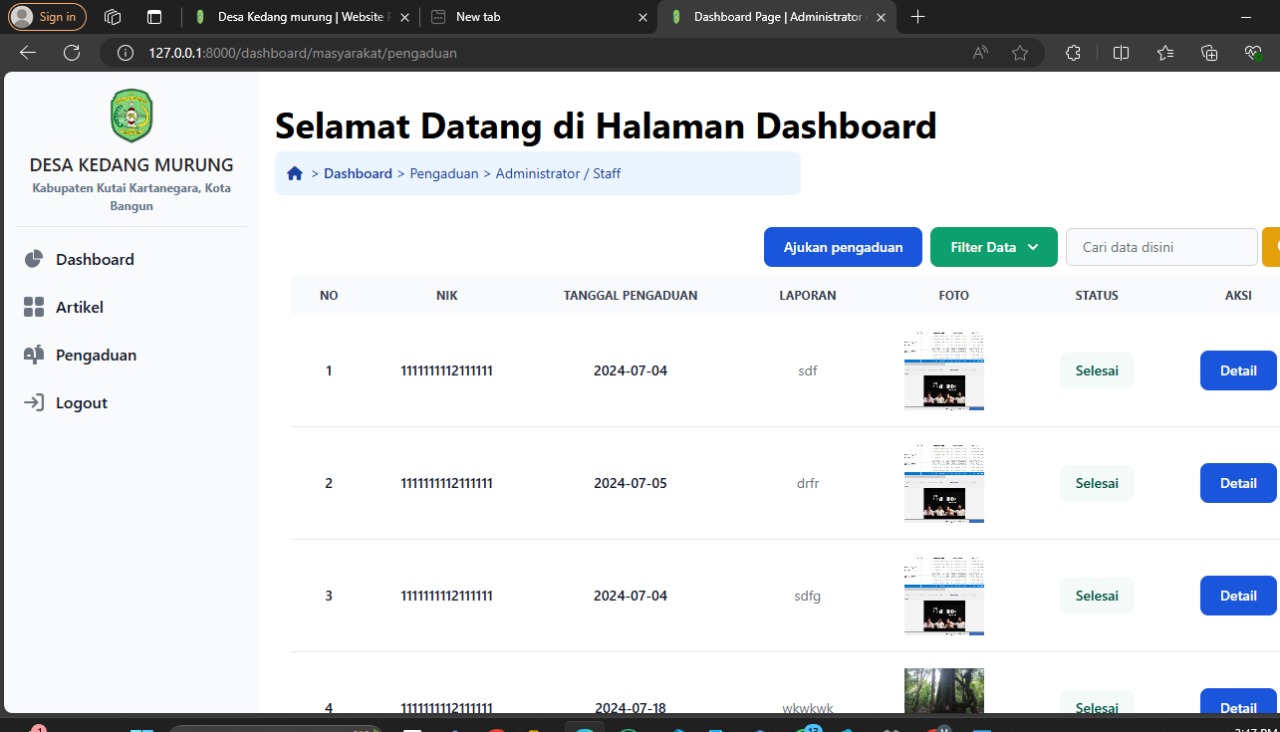 Sign in
Desa Kedang murung | Website
New tab
Dashboard Page | Administrator
127.0.0.1:8000/dashboard/masyarakat/pengaduan
DESA KEDANG MURUNG
Kabupaten Kutai Kartanegara, Kota
Bangun
Dashboard
Artikel
Pengaduan
Logout
Selamat Datang di Halaman Dashboard
> Dashboard > Pengaduan > Administrator / Staff
Ajukan pengaduan Filter Data Cari data disini
NO NIK TANGGAL PENGADUAN LAPORAN FOTO STATUS AKSI
1 1111111112111111 2024-07-04 sdf Selesai Detail
2 1111111112111111 2024-07-05 drfr Selesai Detail
3 1111111112111111 2024-07-04 sdfg Selesai Detail
4 1111111112111111 2024-07-18 wkwkwk Selesai Detail